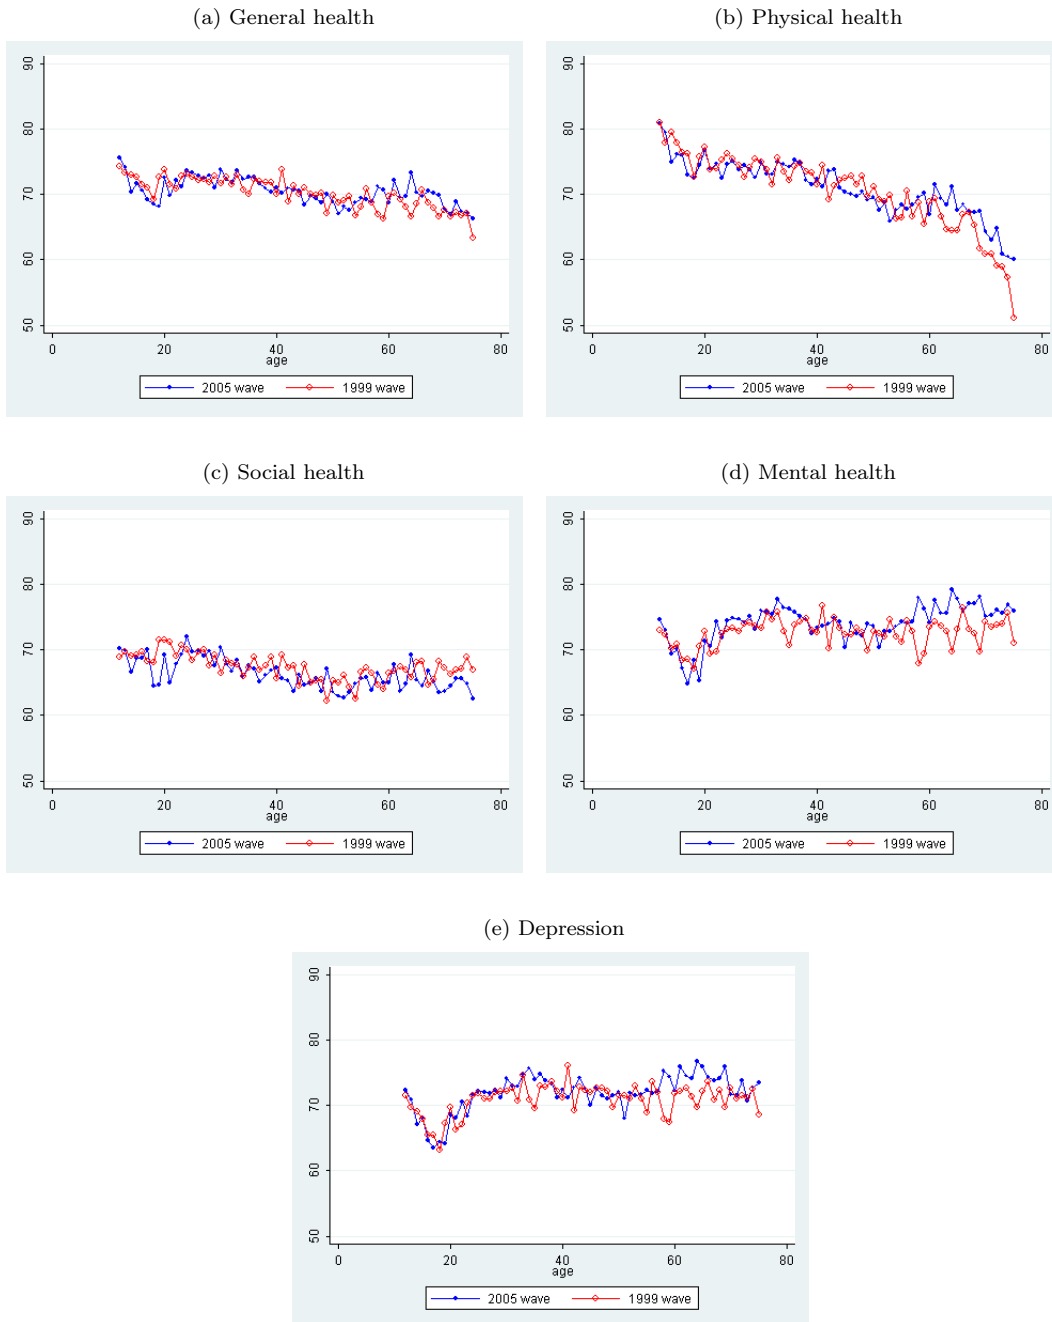 (a) General health
(b) Physical health
90
80
70
60
50
0 20 40 60 80
age
2005 wave 1999 wave
90
80
70
60
50
0 20 40 60 80
age
2005 wave 1999 wave
(c) Social health
(d) Mental health
90
80
70
60
50
0 20 40 60 80
age
2005 wave 1999 wave
90
80
70
60
50
0 20 40 60 80
age
2005 wave 1999 wave
(e) Depression
90
80
70
60
50
0 20 40 60 80
age
2005 wave 1999 wave